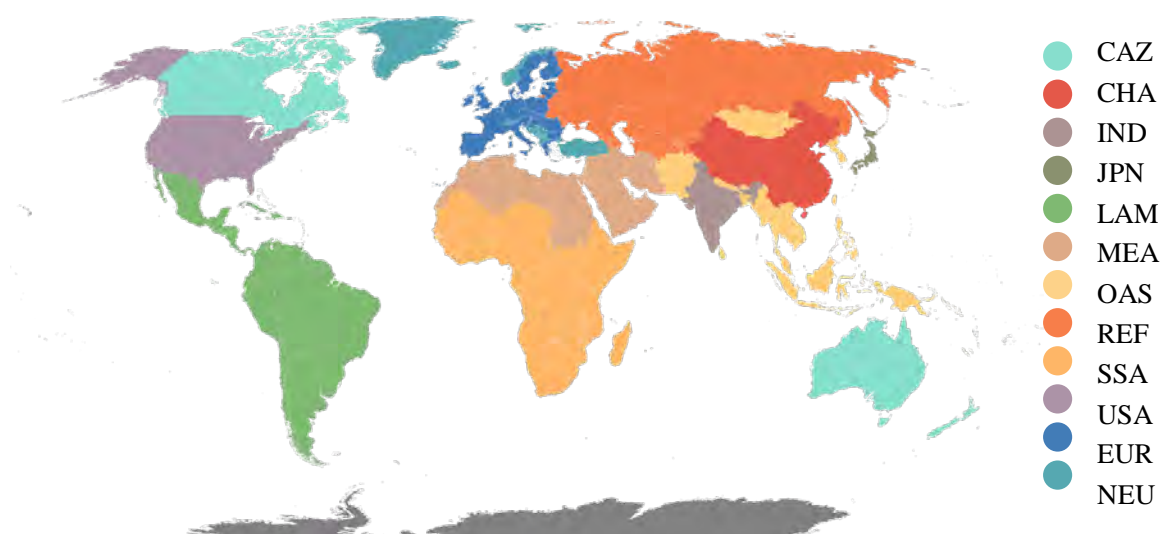 CAZ
CHA
IND
JPN
LAM
MEA
OAS
REF
SSA
USA
EUR
NEU